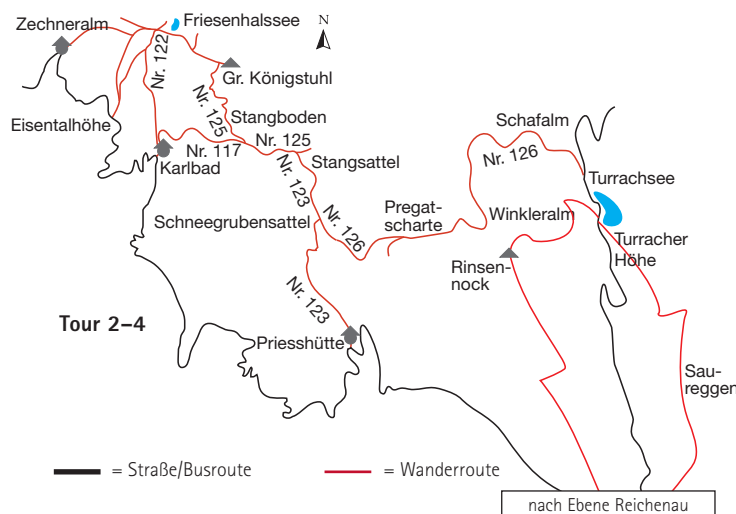 Zechneralm
Friesenhalssee
N
Nr. 122
Gr. Königstuhl
Eisentalhöhe
Nr. 125
Stangboden
Nr. 125
Schafalm
Nr. 117
Karlbad
Stangsattel
Nr. 126
Nr. 123
Turrachsee
Schneegrubensattel
Pregat-
scharte
Winkleralm
Nr. 126
Turracher
Höhe
Rinsen-
nock
Nr. 123
Tour 2–4
Priesshütte
Sau-
reggen
= Straße/Busroute
= Wanderroute
nach Ebene Reichenau